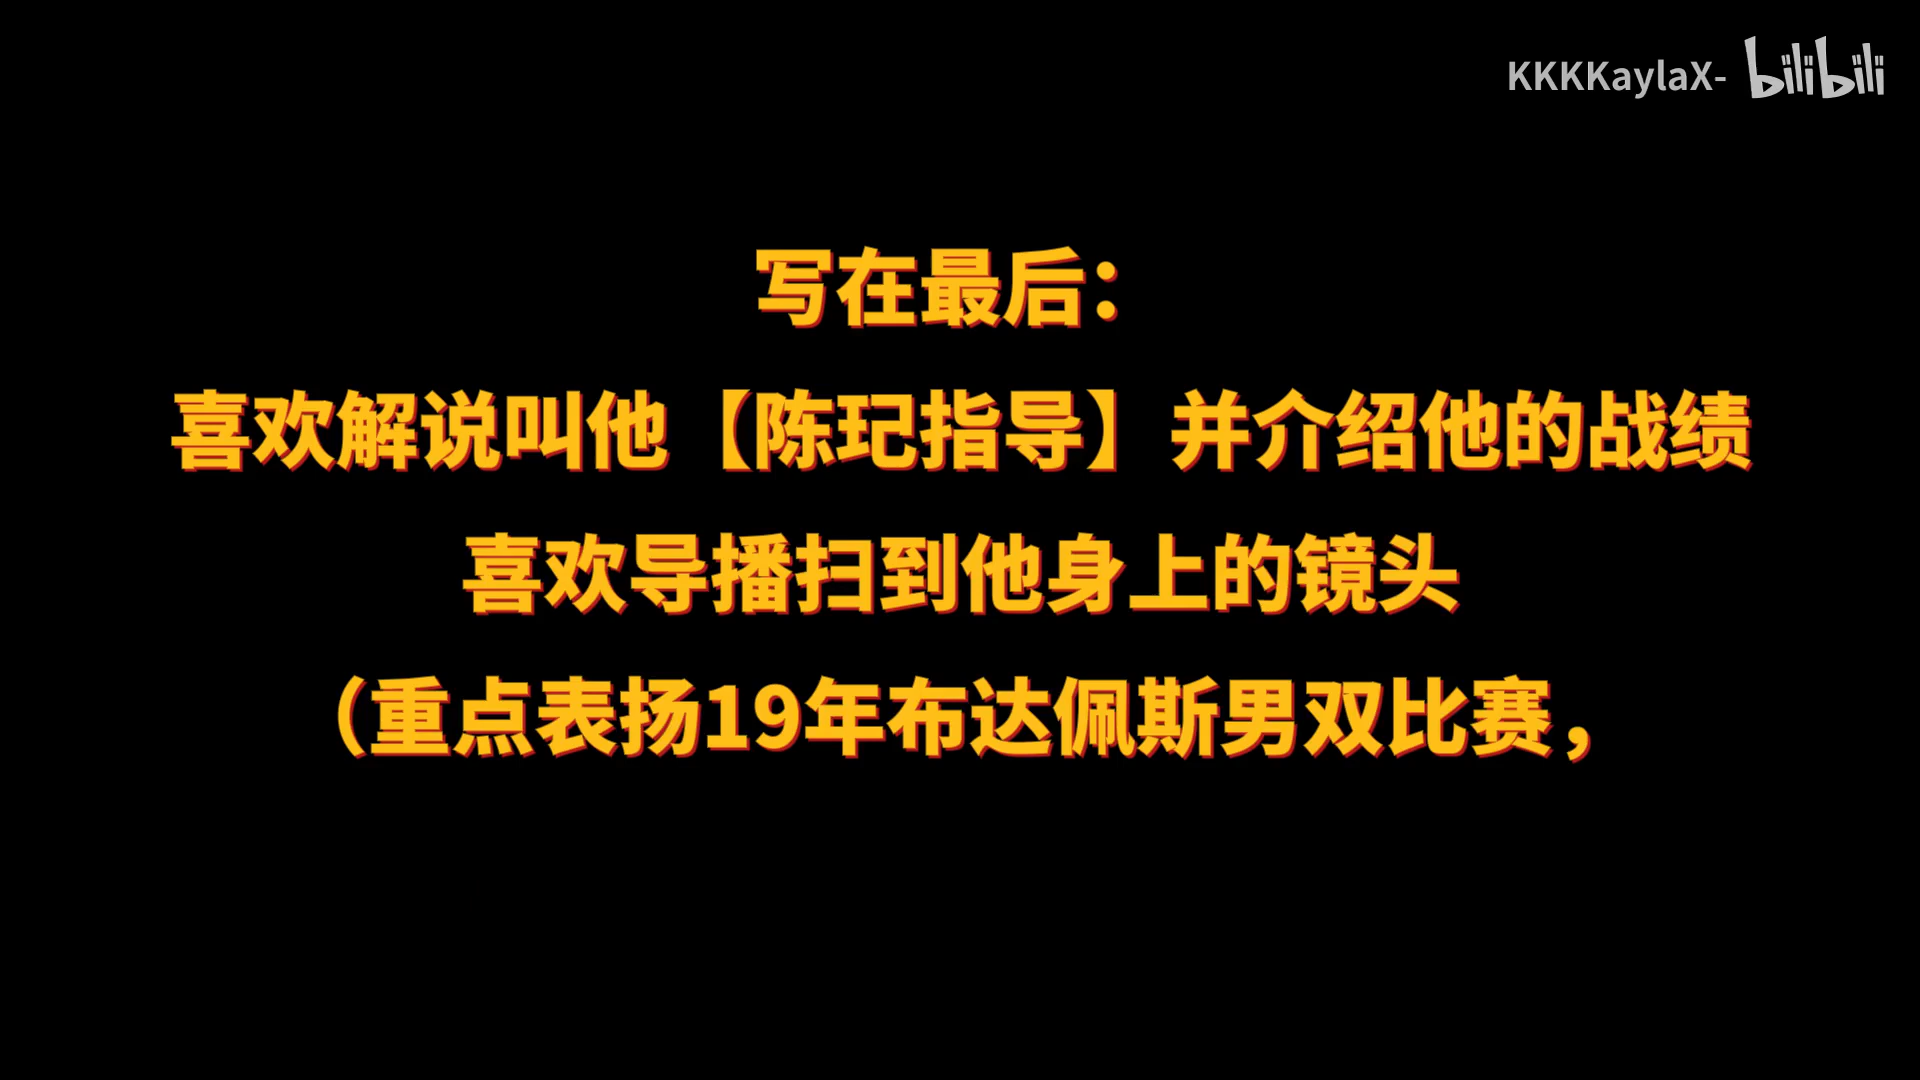 KKKKaylaX- bilibili
写在最后：
喜欢解说叫他【陈玘指导】并介绍他的战绩
喜欢导播扫到他身上的镜头
（重点表扬19年布达佩斯男双比赛，